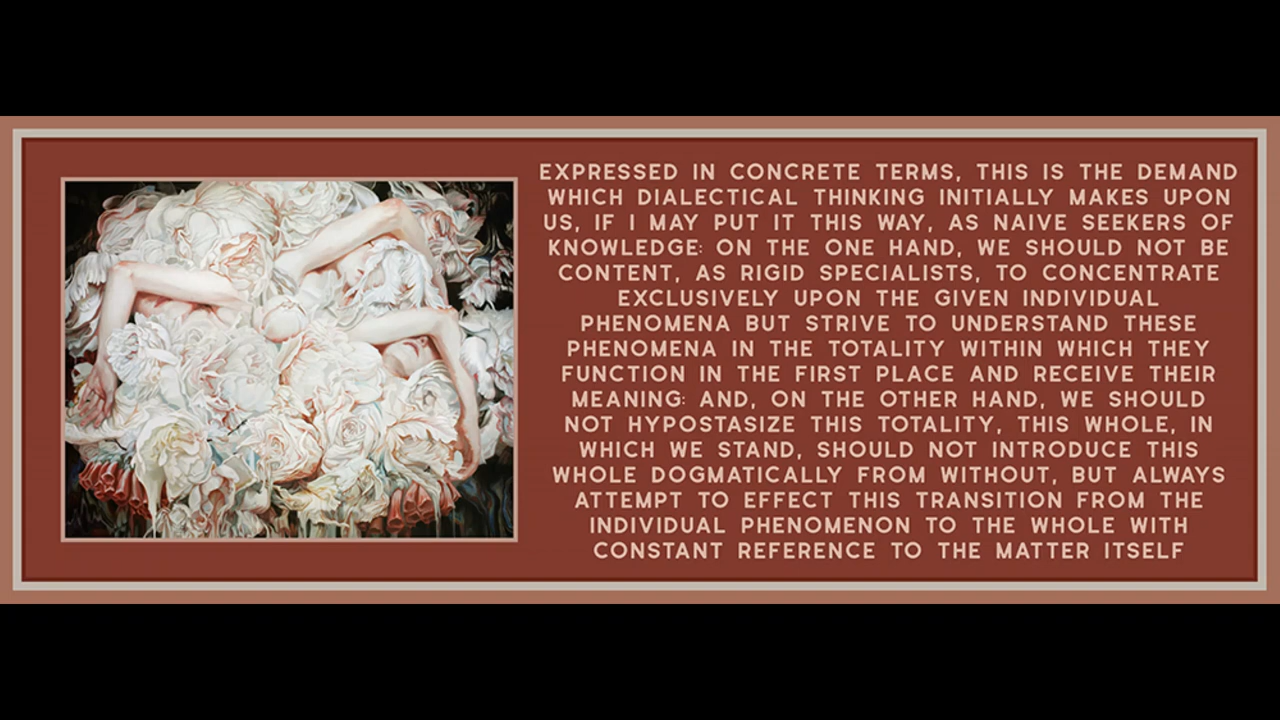 EXPRESSED IN CONCRETE TERMS, THIS IS THE DEMAND
WHICH DIALECTICAL THINKING INITIALLY MAKES UPON
US, IF I MAY PUT IT THIS WAY, AS NAIVE SEEKERS OF
KNOWLEDGE: ON THE ONE HAND, WE SHOULD NOT BE
CONTENT, AS RIGID SPECIALISTS, TO CONCENTRATE
EXCLUSIVELY UPON THE GIVEN INDIVIDUAL
PHENOMENA BUT STRIVE TO UNDERSTAND THESE
PHENOMENA IN THE TOTALITY WITHIN WHICH THEY
FUNCTION IN THE FIRST PLACE AND RECEIVE THEIR
MEANING: AND, ON THE OTHER HAND, WE SHOULD
NOT HYPOSTASIZE THIS TOTALITY, THIS WHOLE, IN
WHICH WE STAND, SHOULD NOT INTRODUCE THIS
WHOLE DOGMATICALLY FROM WITHOUT, BUT ALWAYS
ATTEMPT TO EFFECT THIS TRANSITION FROM THE
INDIVIDUAL PHENOMENON TO THE WHOLE WITH
CONSTANT REFERENCE TO THE MATTER ITSELF